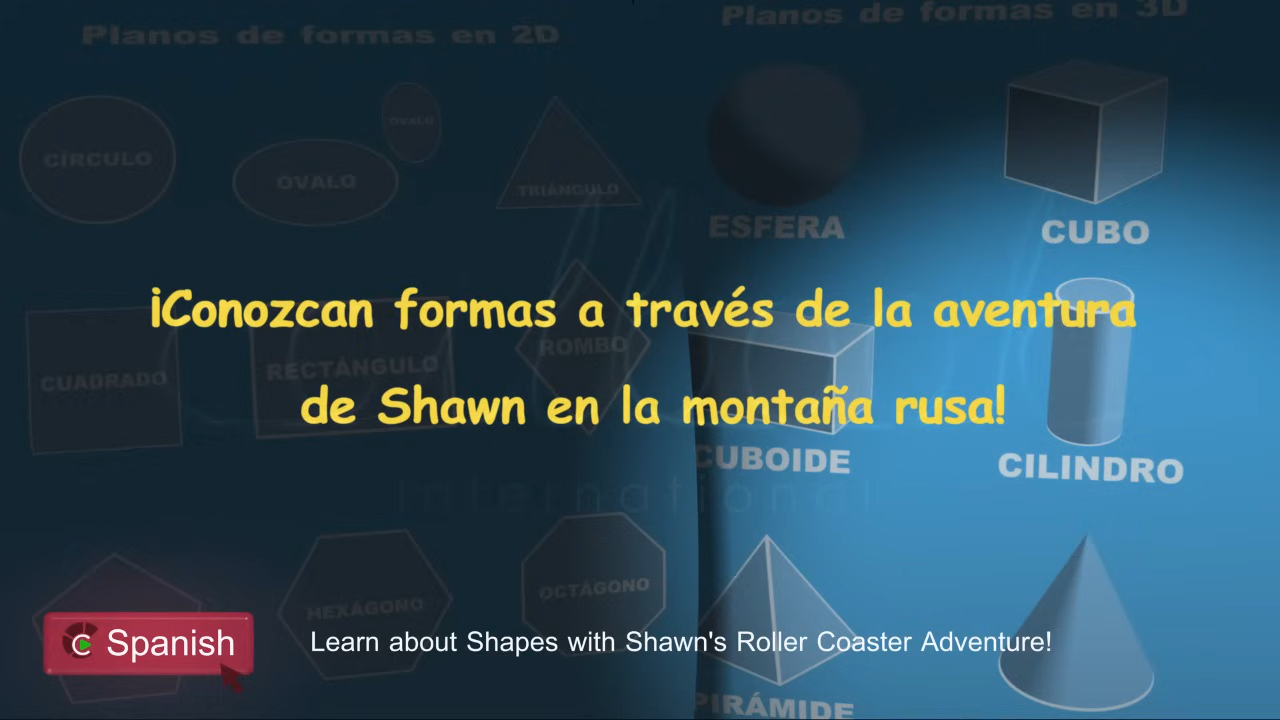 Planos de formas en 2D
Planos de formas en 3D
CÍRCULO
OVALO
OVALO
TRIÁNGULO
ESFERA
CUBO
¡Conozcan formas a través de la aventura
de Shawn en la montaña rusa!
CUADRADO
RECTÁNGULO
ROMBO
CUBOIDE
CILINDRO
international
HEXÁGONO
OCTÁGONO
PIRÁMIDE
Spanish
Learn about Shapes with Shawn's Roller Coaster Adventure!